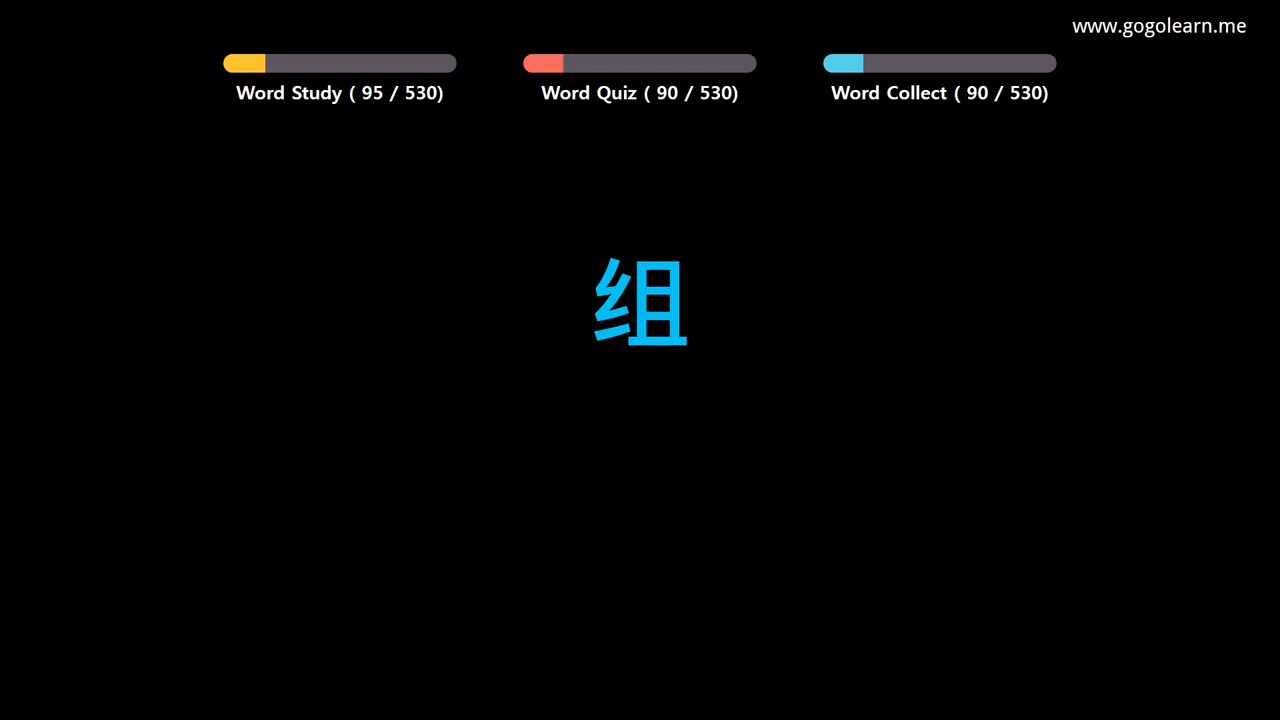 www.gogolearn.me
Word Study ( 95 / 530)
Word Quiz ( 90 / 530)
Word Collect ( 90 / 530)
组